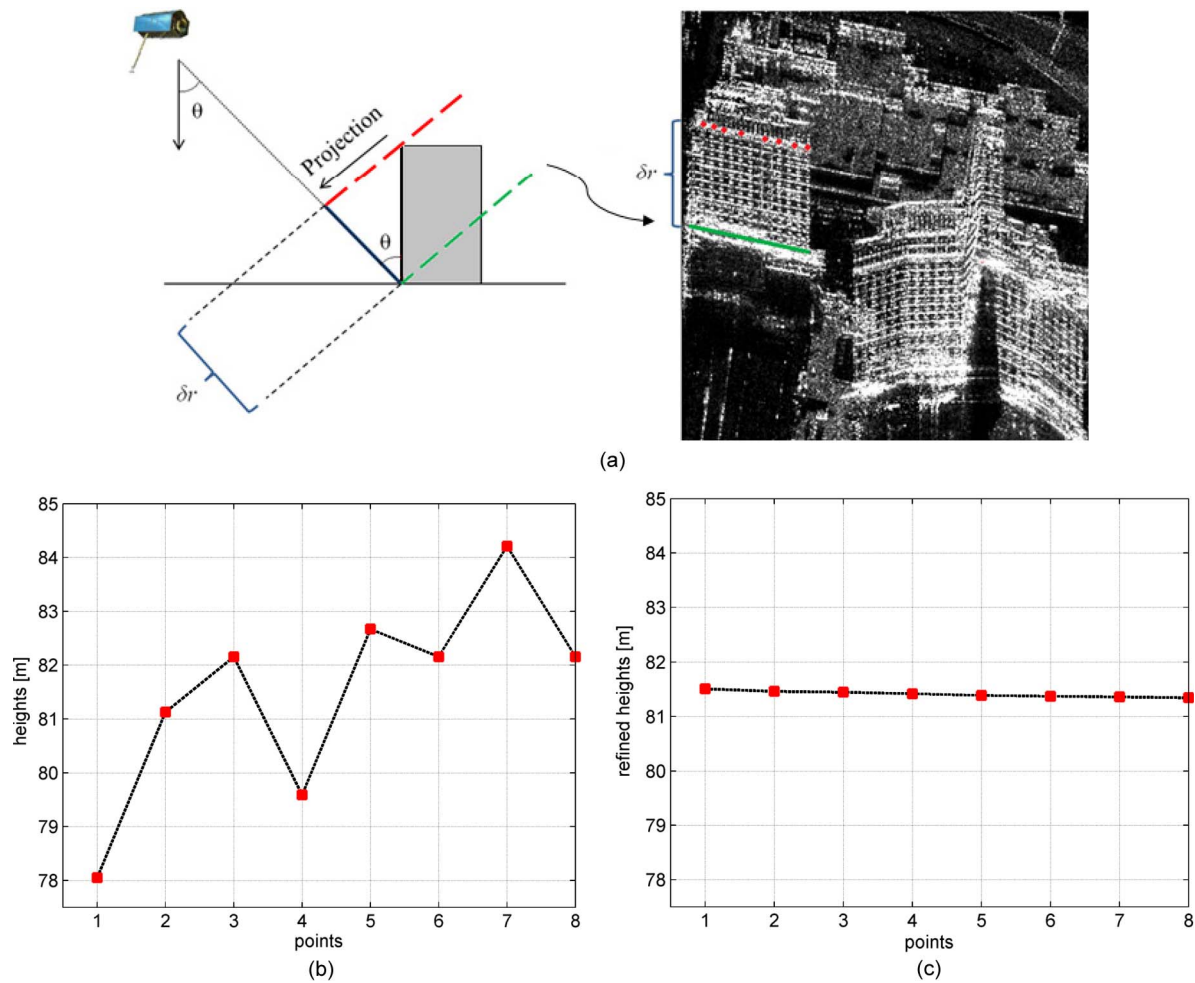 θ
Projection
θ
δr
δr
(a)
85
84
83
82
81
80
79
78
heights [m]
1 2 3 4 5 6 7 8
points
(b)
85
84
83
82
81
80
79
78
refined heights [m]
1 2 3 4 5 6 7 8
points
(c)